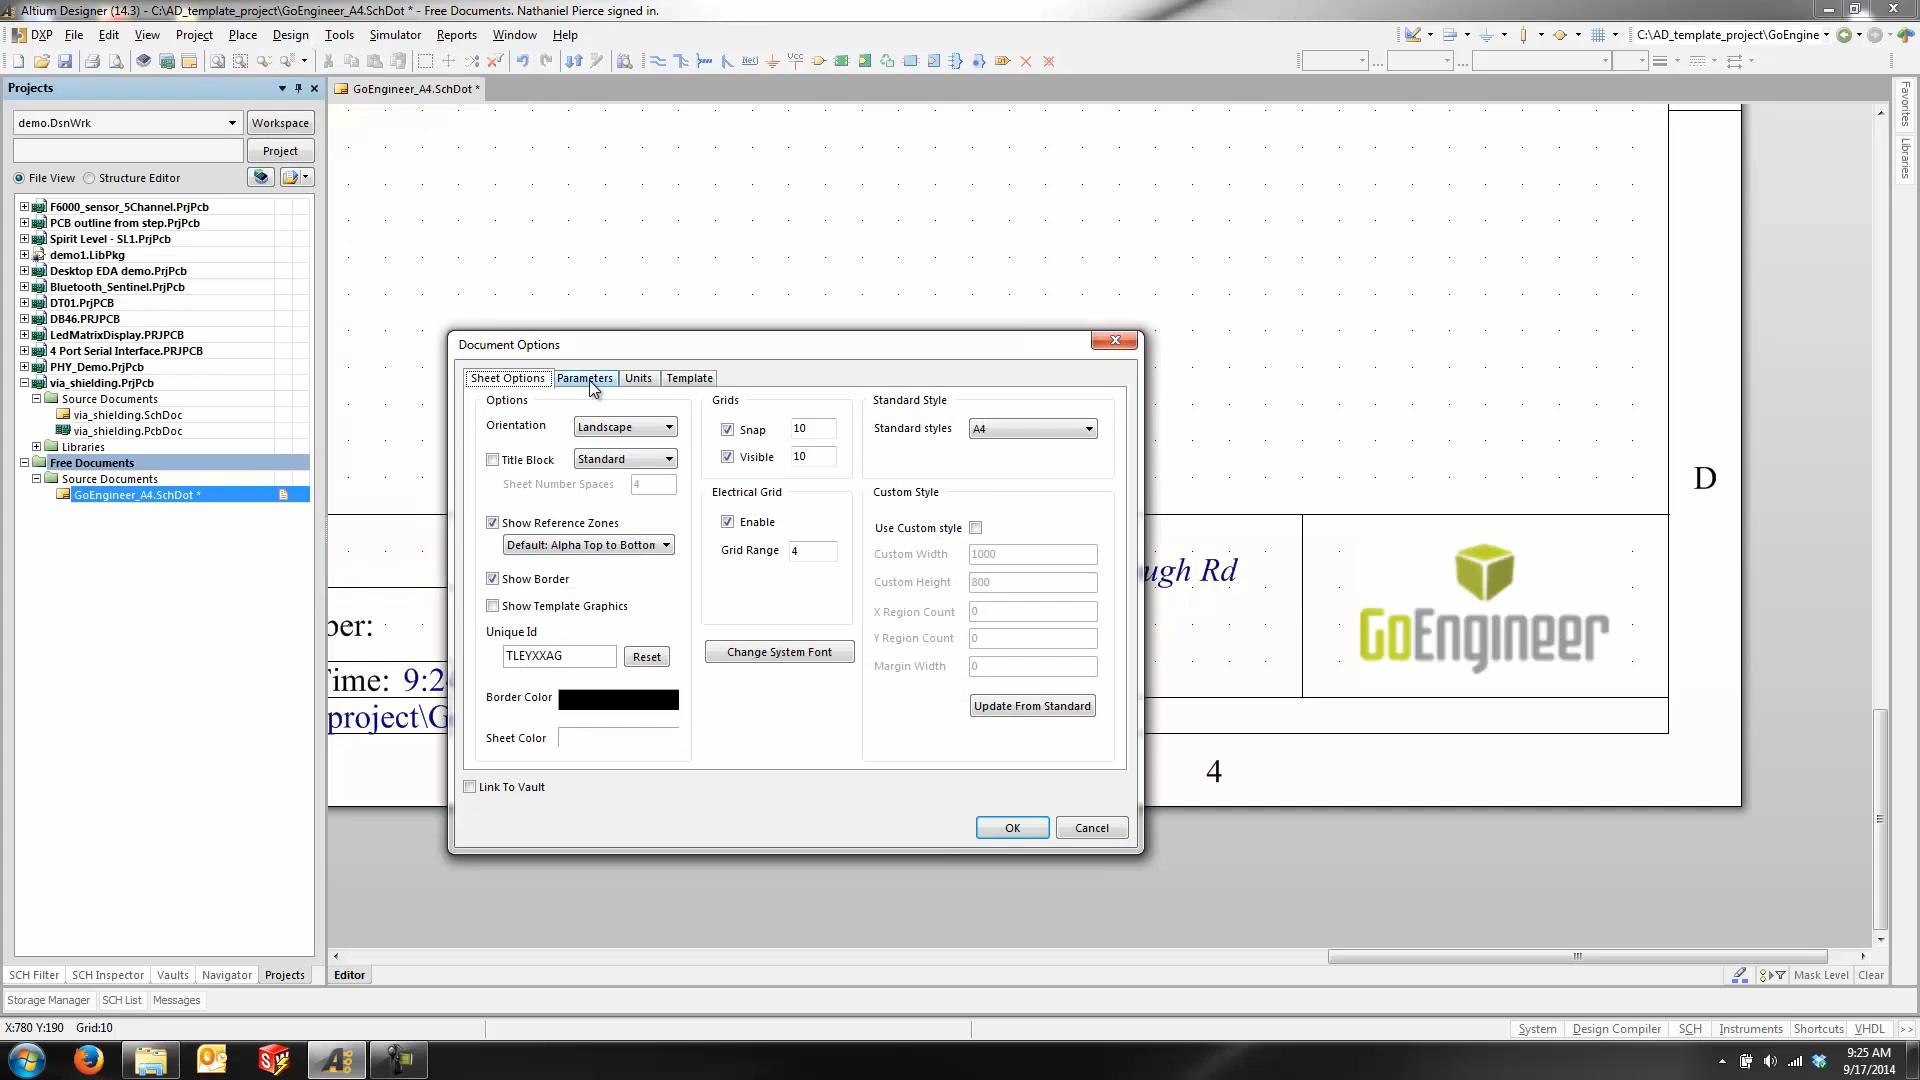 Altium Designer (14.3) - C:\AD_template_project\GoEngineer_A4.SchDot * - Free Documents. Nathaniel Pierce signed in.
DXP File Edit View Project Place Design Tools Simulator Reports Window Help
C:\AD_template_project\GoEngine
Projects
GoEngineer_A4.SchDot *
demo.DsnWrk
Workspace
Project
File View
Structure Editor
F6000_sensor_5Channel.PrjPcb
PCB outline from step.PrjPcb
Spirit Level - SL1.PrjPcb
demo1.LibPkg
Desktop EDA demo.PrjPcb
Bluetooth_Sentinel.PrjPcb
DT01.PrjPCB
DB46.PRJPCB
LedMatrixDisplay.PRJPCB
4 Port Serial Interface.PRJPCB
PHY_Demo.PrjPcb
via_shielding.PrjPcb
Source Documents
via_shielding.SchDoc
via_shielding.PcbDoc
Libraries
Free Documents
Source Documents
GoEngineer_A4.SchDot *
Favorites
Libraries
Document Options
Sheet Options Parameters Units Template
Options
Orientation Landscape
Title Block Standard
Sheet Number Spaces 4
Show Reference Zones
Default: Alpha Top to Bottom
Show Border
Show Template Graphics
Unique Id
TLEYXXAG Reset
Border Color
Sheet Color
Grids
Snap 10
Visible 10
Electrical Grid
Enable
Grid Range 4
Change System Font
Standard Style
Standard styles A4
Custom Style
Use Custom style
Custom Width 1000
Custom Height 800
X Region Count 0
Y Region Count 0
Margin Width 0
Update From Standard
Link To Vault
OK Cancel
D
ugh Rd
GoEngineer
ber:
Time: 9:2
project\G
4
SCH Filter SCH Inspector Vaults Navigator Projects
Editor
Mask Level Clear
Storage Manager SCH List Messages
X:780 Y:190 Grid:10
System Design Compiler SCH Instruments Shortcuts VHDL >>
9:25 AM
9/17/2014